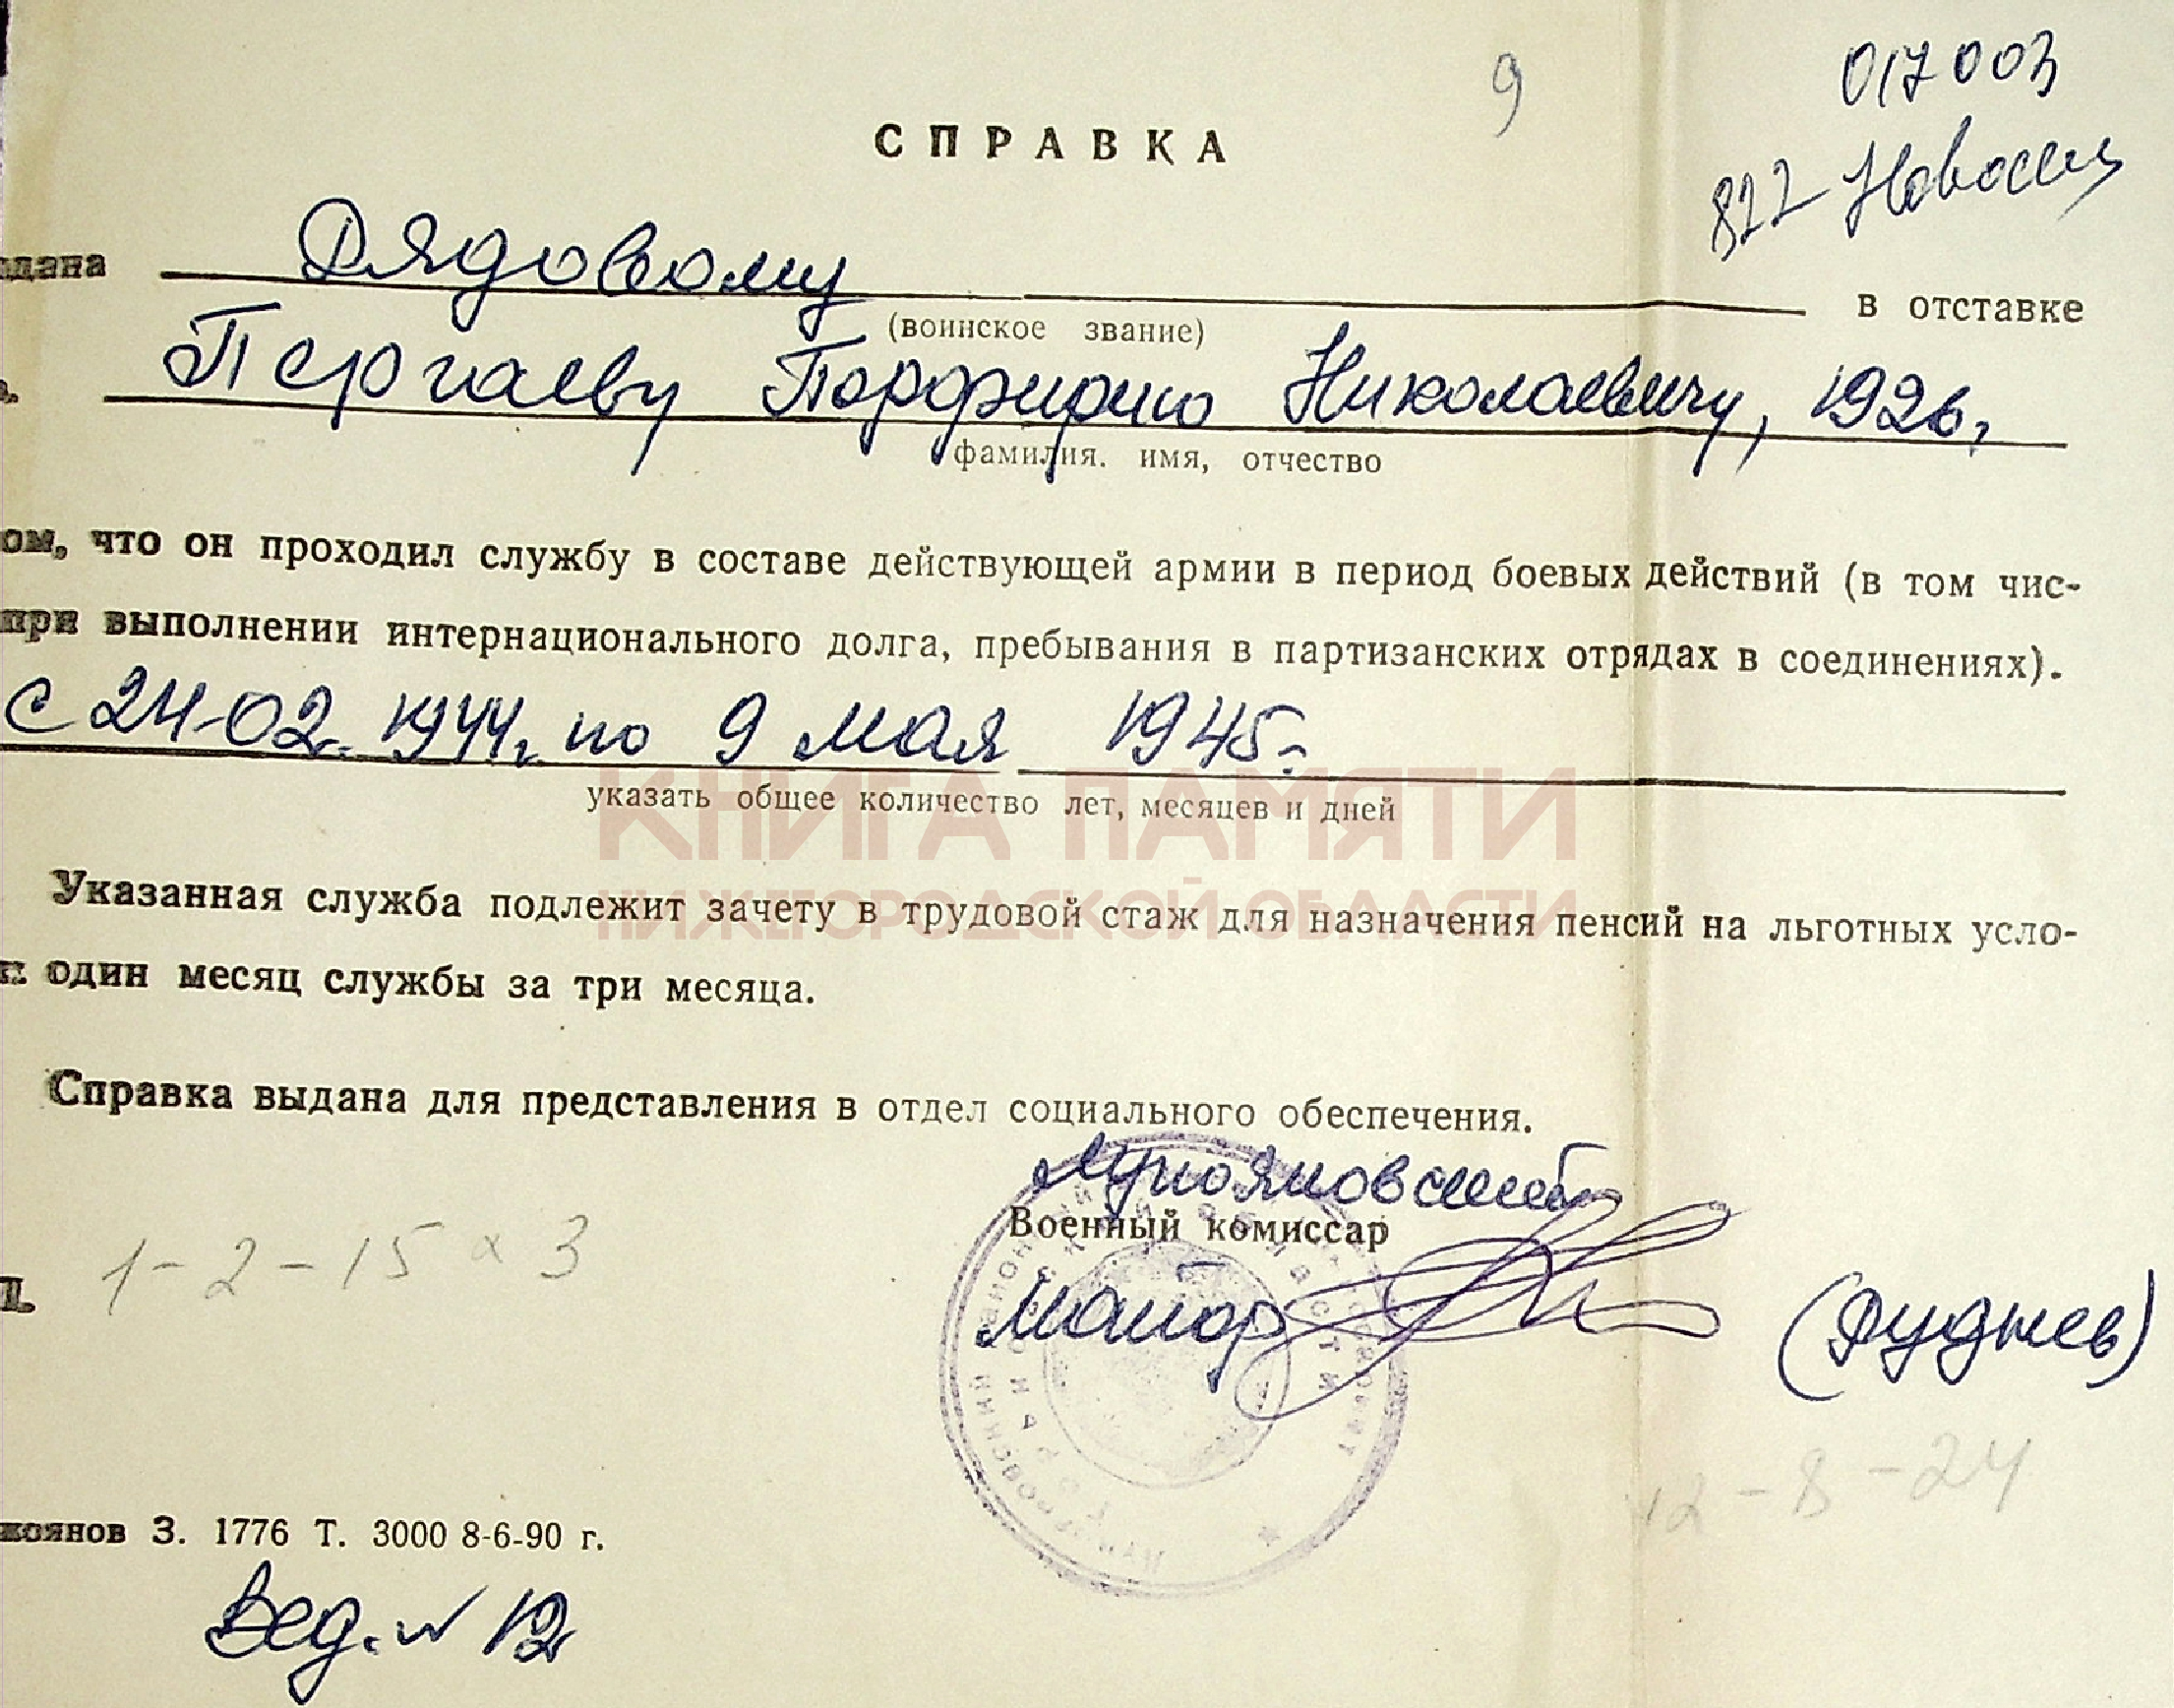 9
017003
822 Новосел
СПРАВКА
дана Рядовому в отставке
(воинское звание)
Пергаеву Порфирию Николаевичу, 1926,
фамилия. имя, отчество
ом, что он проходил службу в составе действующей армии в период боевых действий (в том чис-
при выполнении интернационального долга, пребывания в партизанских отрядах в соединениях).
с 24-02. 1944г. по 9 мая 1945г.
указать общее количество лет, месяцев и дней
КНИГА ПАМЯТИ
НИЖЕГОРОДСКОЙ ОБЛАСТИ
Указанная служба подлежит зачету в трудовой стаж для назначения пенсий на льготных усло-
один месяц службы за три месяца.
Справка выдана для представления в отдел социального обеспечения.
Военный комиссар
1-2-15 х 3
майор
12-8-24
коянов З. 1776 Т. 3000 8-6-90 г.
Вед. № 12